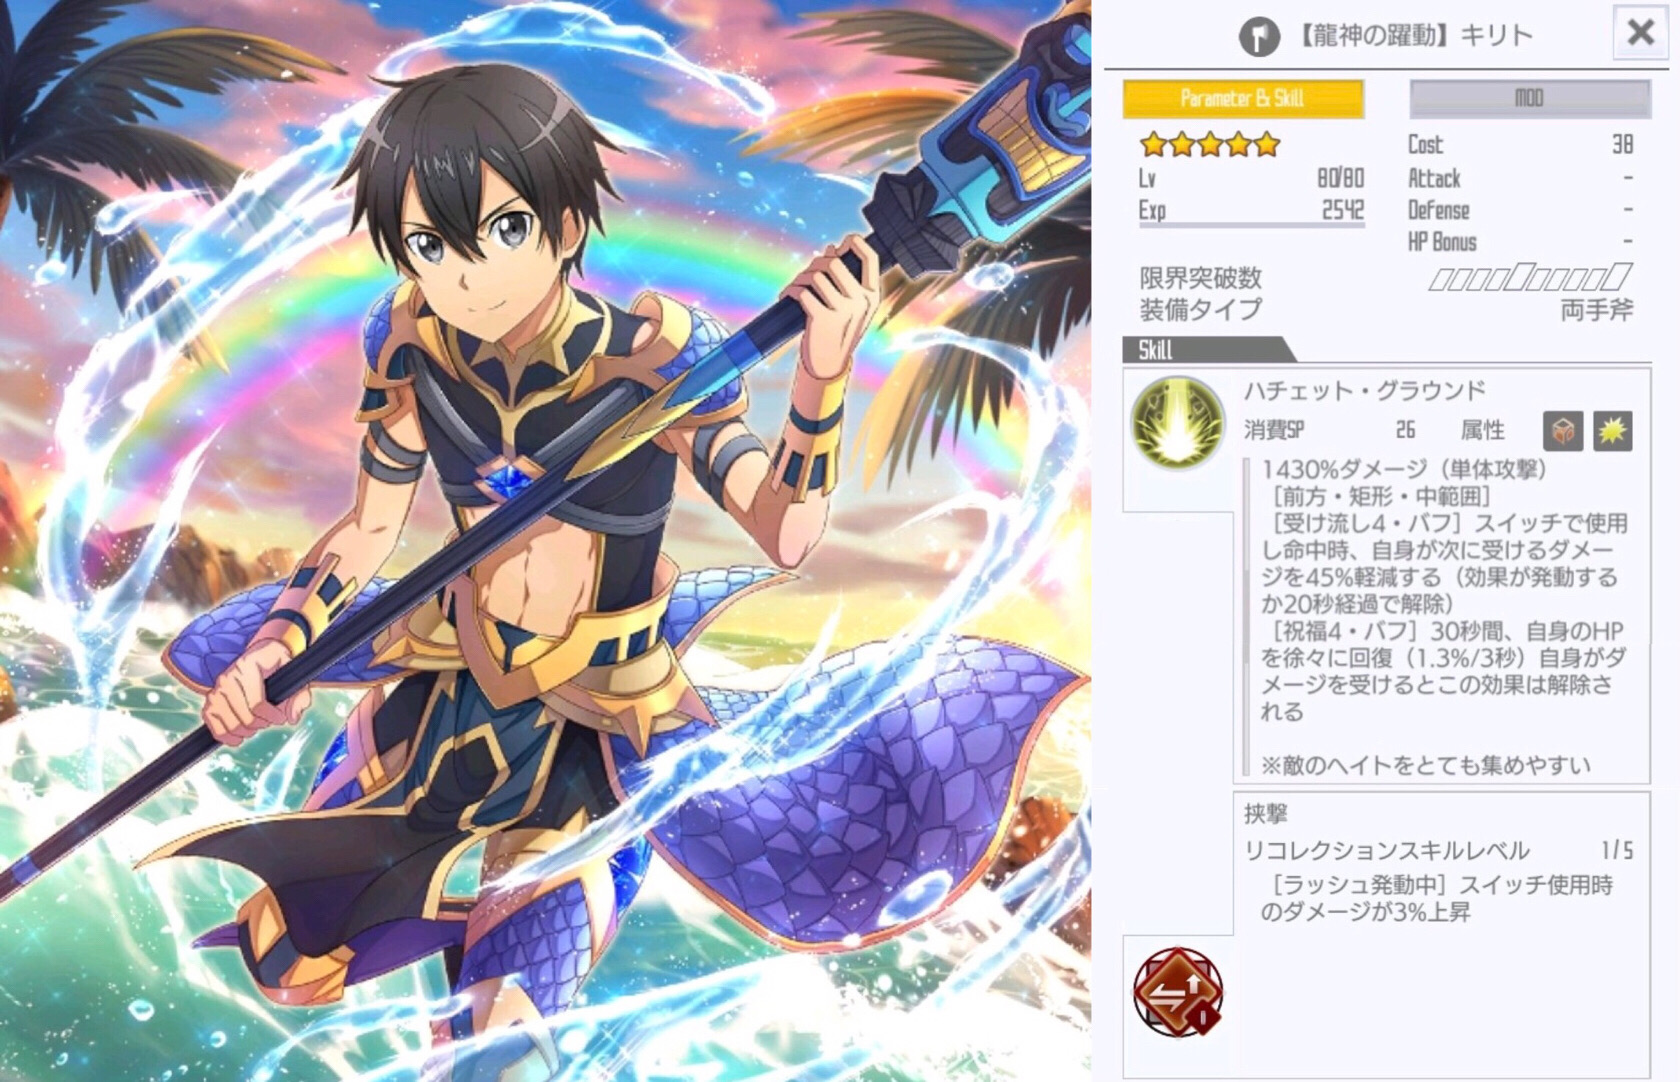 【龍神の躍動】キリト
Parameter & Skill
MOD
Lv 80/80
Exp 2542
Cost 38
Attack -
Defense -
HP Bonus -
限界突破数
装備タイプ 両手斧
Skill
ハチェット・グラウンド
消費SP 26 属性
1430%ダメージ（単体攻撃）
［前方・矩形・中範囲］
［受け流し4・バフ］スイッチで使用
し命中時、自身が次に受けるダメー
ジを45%軽減する（効果が発動する
か20秒経過で解除）
［祝福4・バフ］30秒間、自身のHP
を徐々に回復（1.3%/3秒）自身がダ
メージを受けるとこの効果は解除さ
れる
※敵のヘイトをとても集めやすい
挟撃
リコレクションスキルレベル 1/5
［ラッシュ発動中］スイッチ使用時
のダメージが3%上昇